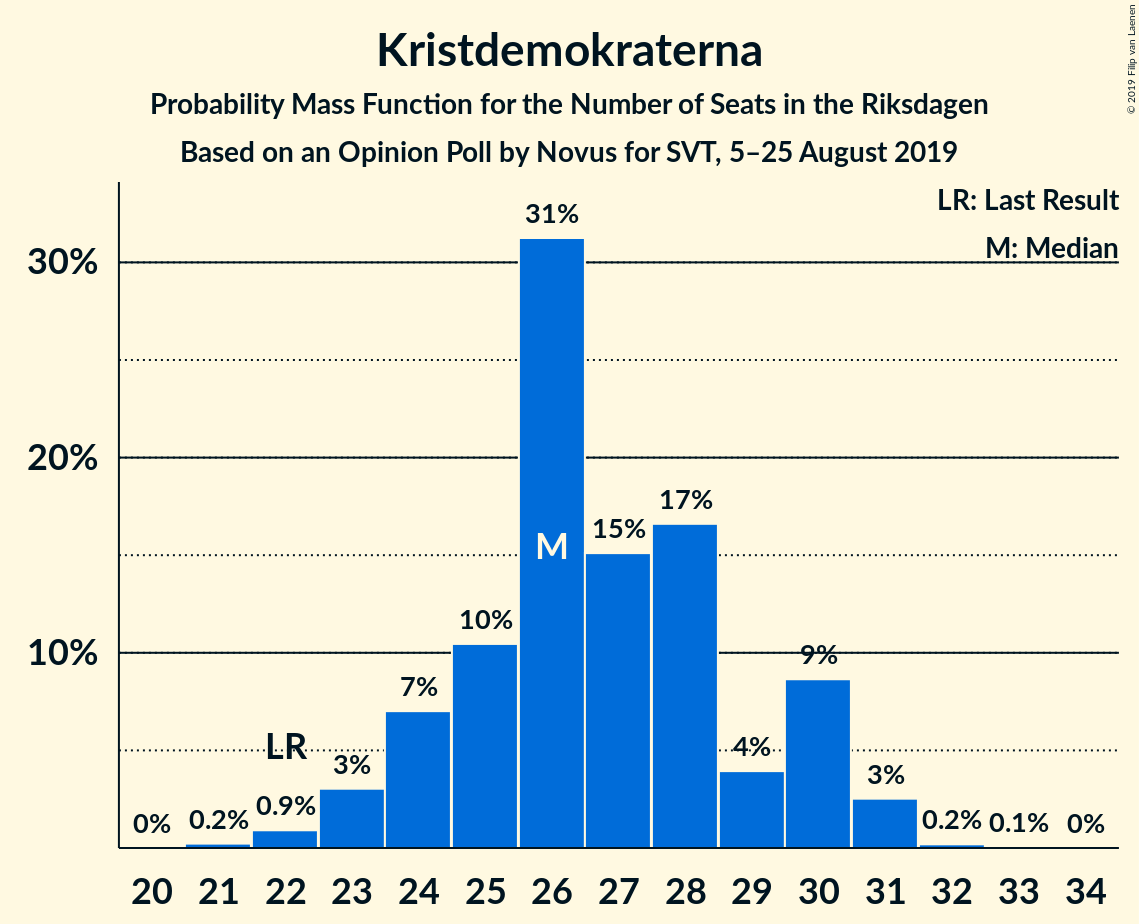 Kristdemokraterna
Probability Mass Function for the Number of Seats in the Riksdagen
Based on an Opinion Poll by Novus for SVT, 5–25 August 2019
© 2019 Filip van Laenen
LR: Last Result
M: Median
30%
20%
10%
0%
0.2%
0.9%
LR
3%
7%
10%
31%
M
15%
17%
4%
9%
3%
0.2%
0.1%
0%
20 21 22 23 24 25 26 27 28 29 30 31 32 33 34